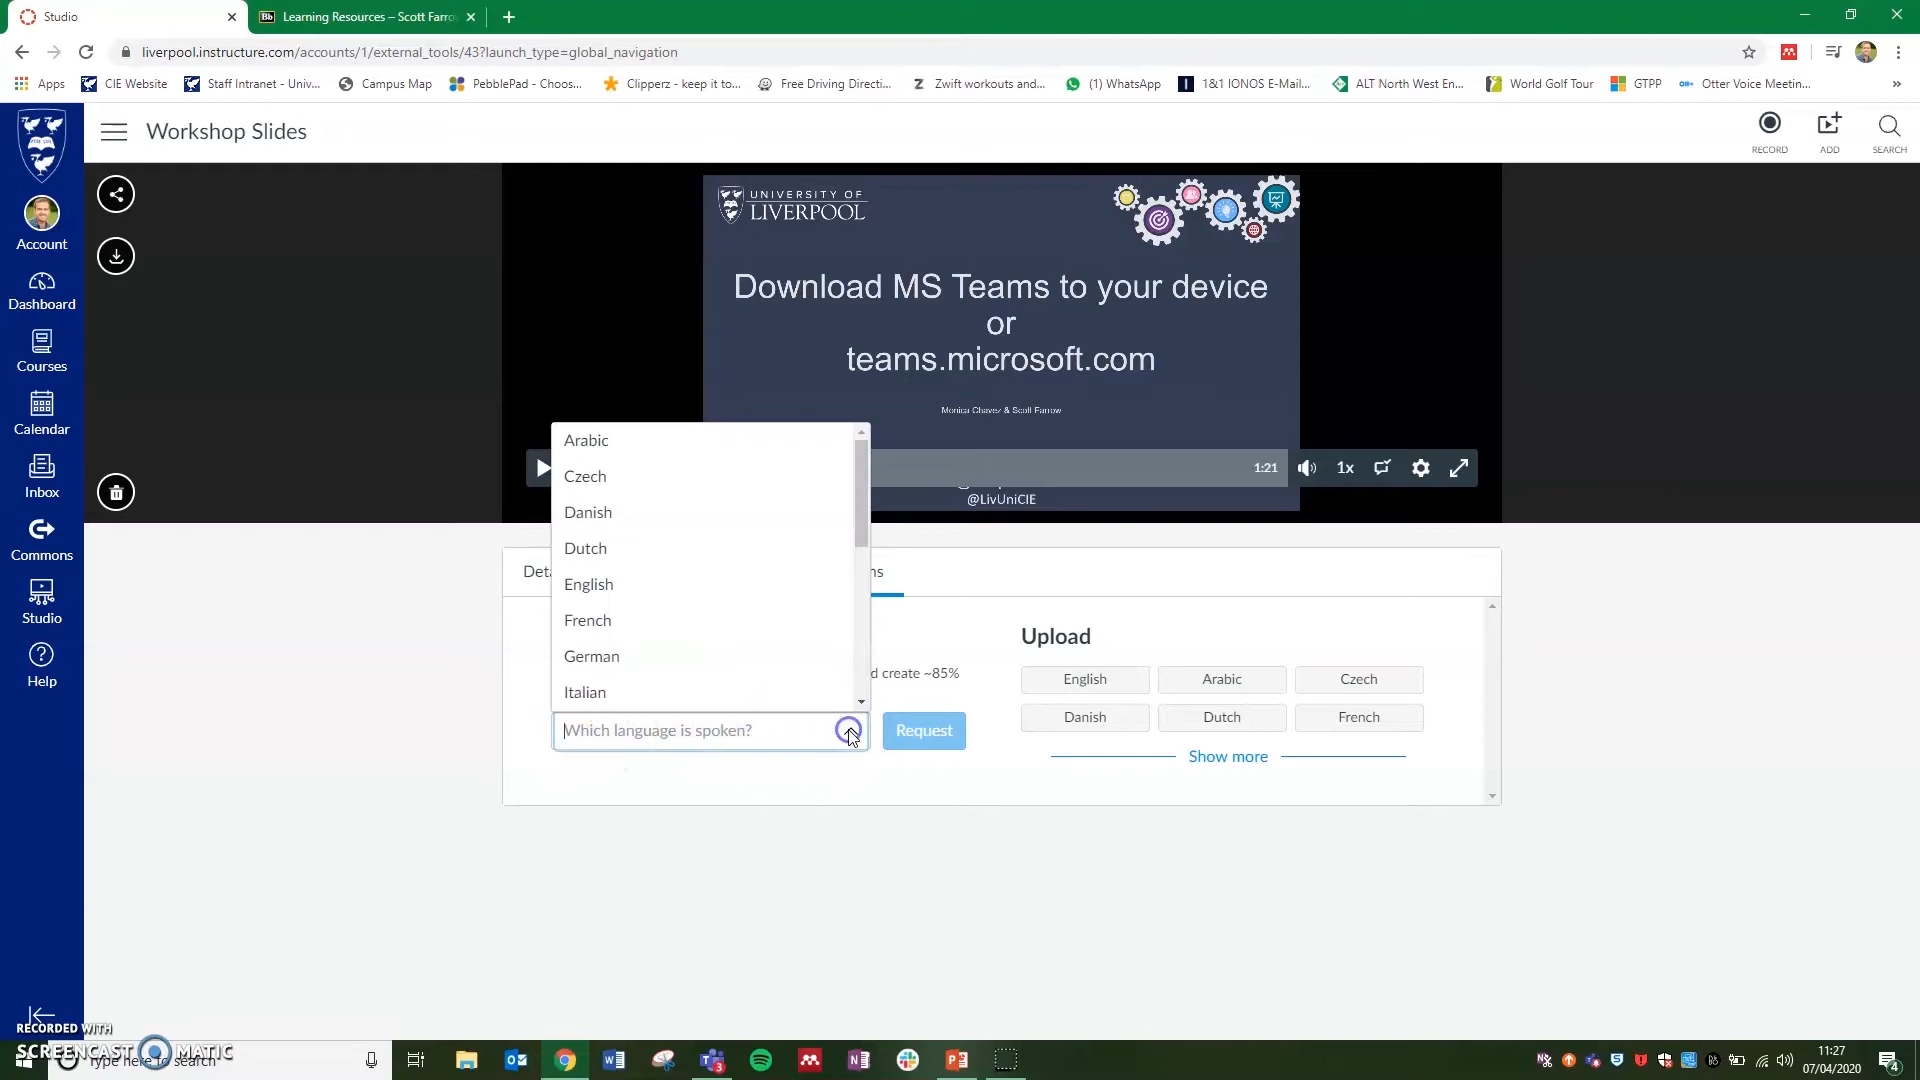 Studio
Learning Resources – Scott Farro
liverpool.instructure.com/accounts/1/external_tools/43?launch_type=global_navigation
Apps
CIE Website
Staff Intranet - Univ...
Campus Map
PebblePad - Choos...
Clipperz - keep it to...
Free Driving Directi...
Zwift workouts and...
(1) WhatsApp
1&1 IONOS E-Mail...
ALT North West En...
World Golf Tour
GTPP
Otter Voice Meetin...
Workshop Slides
RECORD
ADD
SEARCH
Account
Dashboard
Courses
Calendar
Inbox
Commons
Studio
Help
UNIVERSITY OF
LIVERPOOL
Download MS Teams to your device
or
teams.microsoft.com
Monica Chavez & Scott Farrow
1:21
1x
@LivUniCIE
Arabic
Czech
Danish
Dutch
English
French
German
Italian
Which language is spoken?
Request
d create ~85%
Upload
English
Arabic
Czech
Danish
Dutch
French
Show more
RECORDED WITH
SCREENCAST MATIC
Type here to search
11:27
07/04/2020